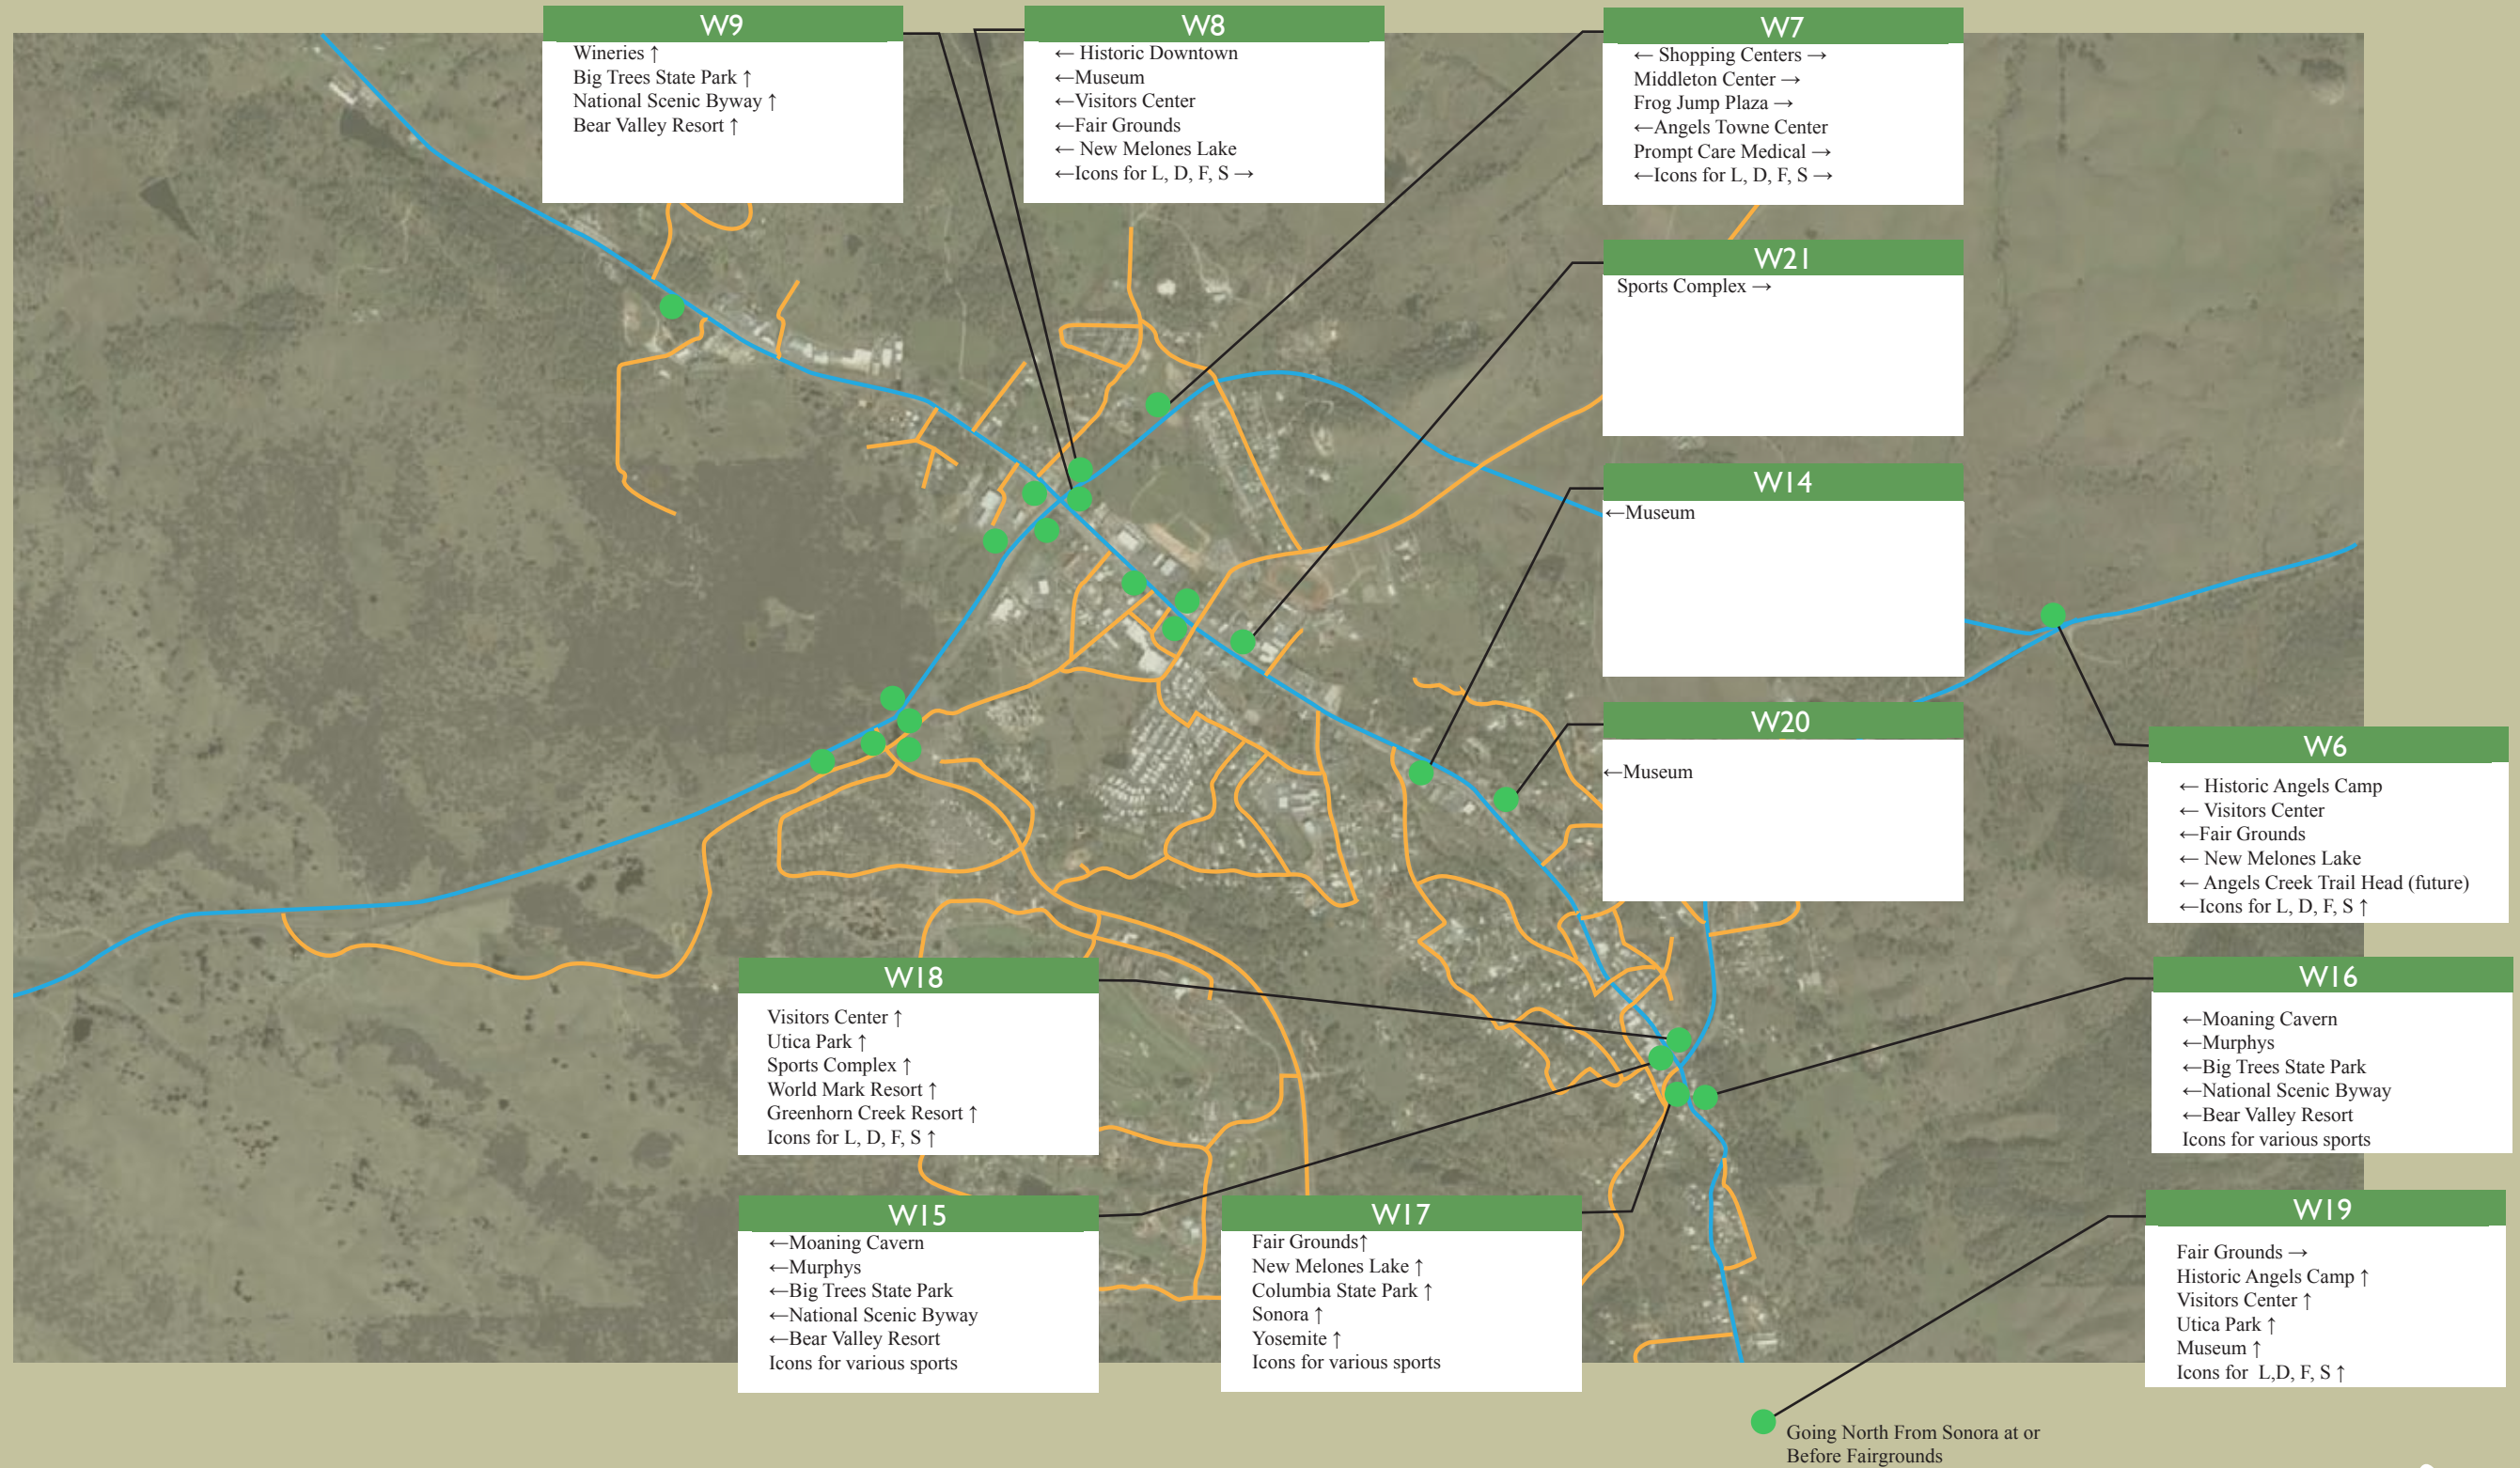 W9
Wineries ↑
Big Trees State Park ↑
National Scenic Byway ↑
Bear Valley Resort ↑
W8
← Historic Downtown
←Museum
←Visitors Center
←Fair Grounds
← New Melones Lake
←Icons for L, D, F, S →
W7
← Shopping Centers →
Middleton Center →
Frog Jump Plaza →
←Angels Towne Center
Prompt Care Medical →
←Icons for L, D, F, S →
W21
Sports Complex →
W14
←Museum
W20
←Museum
W6
← Historic Angels Camp
← Visitors Center
←Fair Grounds
← New Melones Lake
← Angels Creek Trail Head (future)
←Icons for L, D, F, S ↑
W18
Visitors Center ↑
Utica Park ↑
Sports Complex ↑
World Mark Resort ↑
Greenhorn Creek Resort ↑
Icons for L, D, F, S ↑
W16
←Moaning Cavern
←Murphys
←Big Trees State Park
←National Scenic Byway
←Bear Valley Resort
Icons for various sports
W15
←Moaning Cavern
←Murphys
←Big Trees State Park
←National Scenic Byway
←Bear Valley Resort
Icons for various sports
W17
Fair Grounds↑
New Melones Lake ↑
Columbia State Park ↑
Sonora ↑
Yosemite ↑
Icons for various sports
W19
Fair Grounds →
Historic Angels Camp ↑
Visitors Center ↑
Utica Park ↑
Museum ↑
Icons for  L,D, F, S ↑
Going North From Sonora at or
Before Fairgrounds